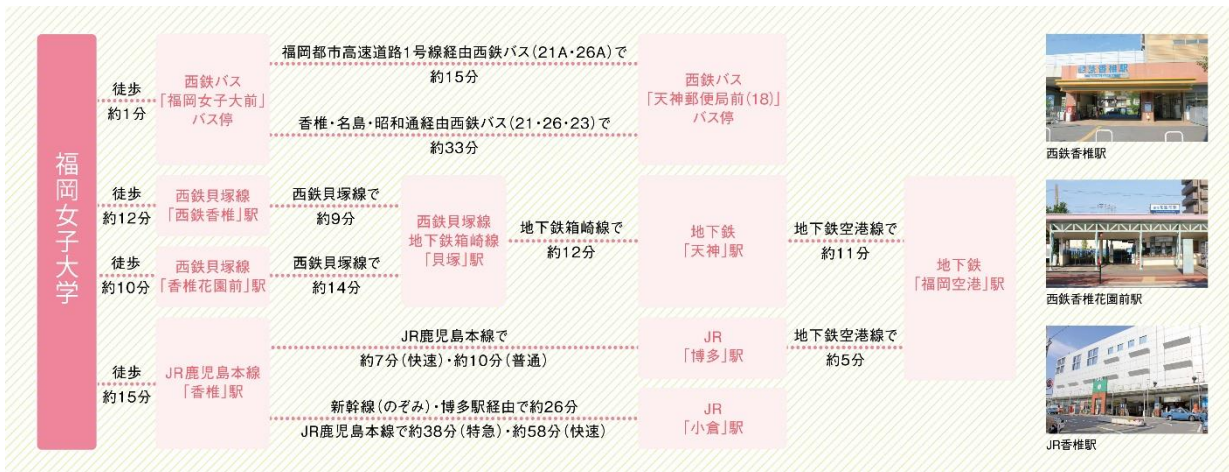 福岡女子大学
徒歩
約1分
西鉄バス
「福岡女子大前」
バス停
福岡都市高速道路1号線経由西鉄バス(21A・26A)で
約15分
香椎・名島・昭和通経由西鉄バス(21・26・23)で
約33分
西鉄バス
「天神郵便局前(18)」
バス停
徒歩
約12分
西鉄貝塚線
「西鉄香椎」駅
西鉄貝塚線で
約9分
徒歩
約10分
西鉄貝塚線
「香椎花園前」駅
西鉄貝塚線で
約14分
西鉄貝塚線
地下鉄箱崎線
「貝塚」駅
地下鉄箱崎線で
約12分
地下鉄
「天神」駅
地下鉄空港線で
約11分
地下鉄
「福岡空港」駅
徒歩
約15分
JR鹿児島本線
「香椎」駅
JR鹿児島本線で
約7分(快速)・約10分(普通)
JR
「博多」駅
地下鉄空港線で
約5分
新幹線(のぞみ)・博多駅経由で約26分
JR鹿児島本線で約38分(特急)・約58分(快速)
JR
「小倉」駅
西鉄香椎駅
西鉄香椎駅
西鉄香椎花園前駅
JR香椎駅